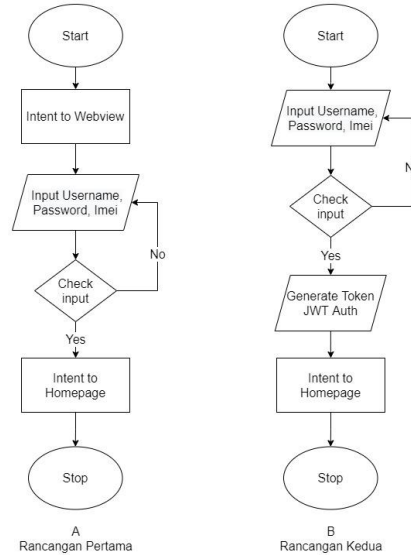 Start
Intent to Webview
Input Username,
Password, Imei
No
Check
input
Yes
Intent to
Homepage
Stop
A
Rancangan Pertama
Start
Input Username,
Password, Imei
N
Check
input
Yes
Generate Token
JWT Auth
Intent to
Homepage
Stop
B
Rancangan Kedua